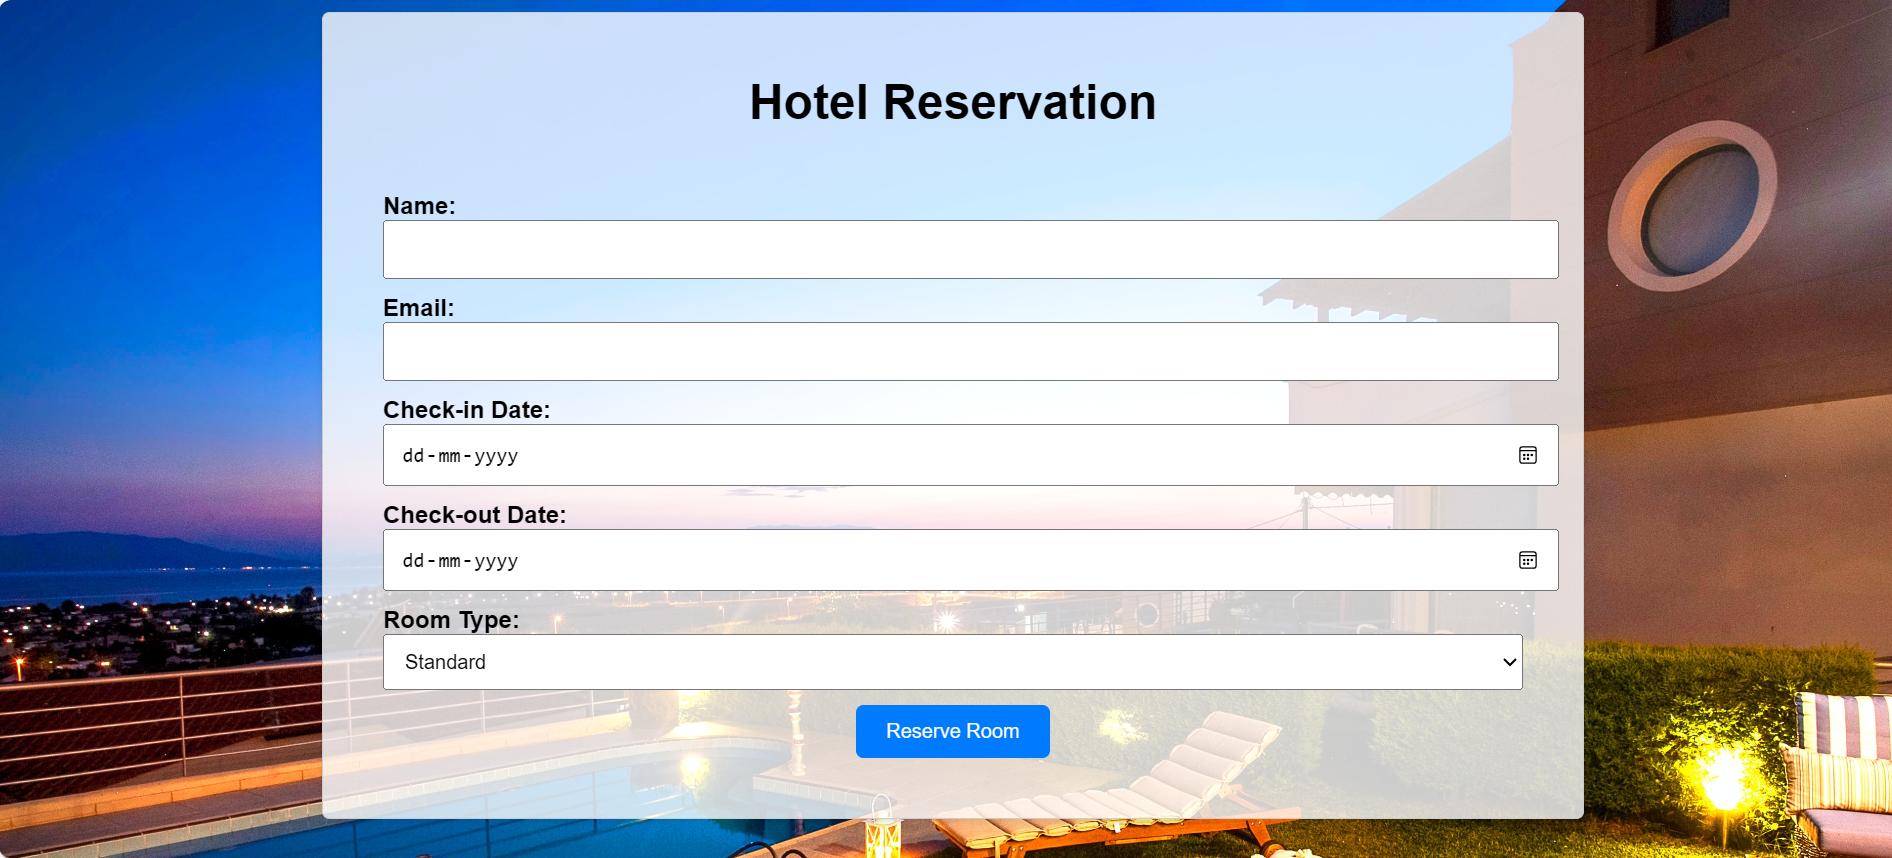 Hotel Reservation
Name:
Email:
Check-in Date:
dd-mm-yyyy
Check-out Date:
dd-mm-yyyy
Room Type:
Standard
Reserve Room